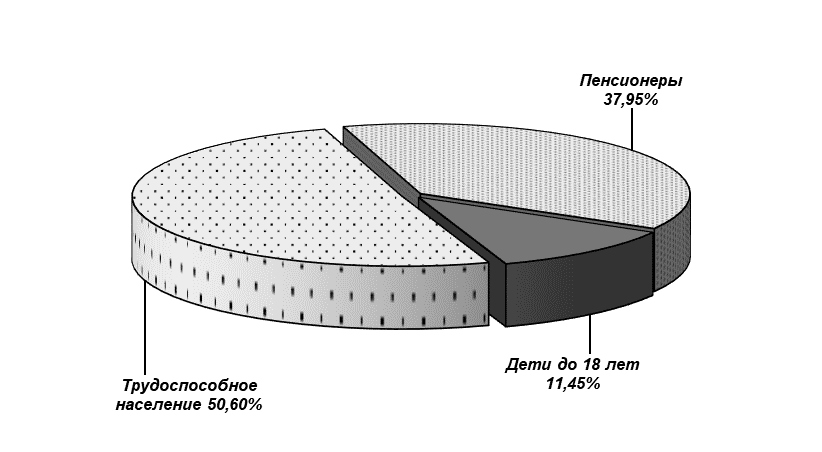 Пенсионеры
37,95%
Дети до 18 лет
11,45%
Трудоспособное
население 50,60%